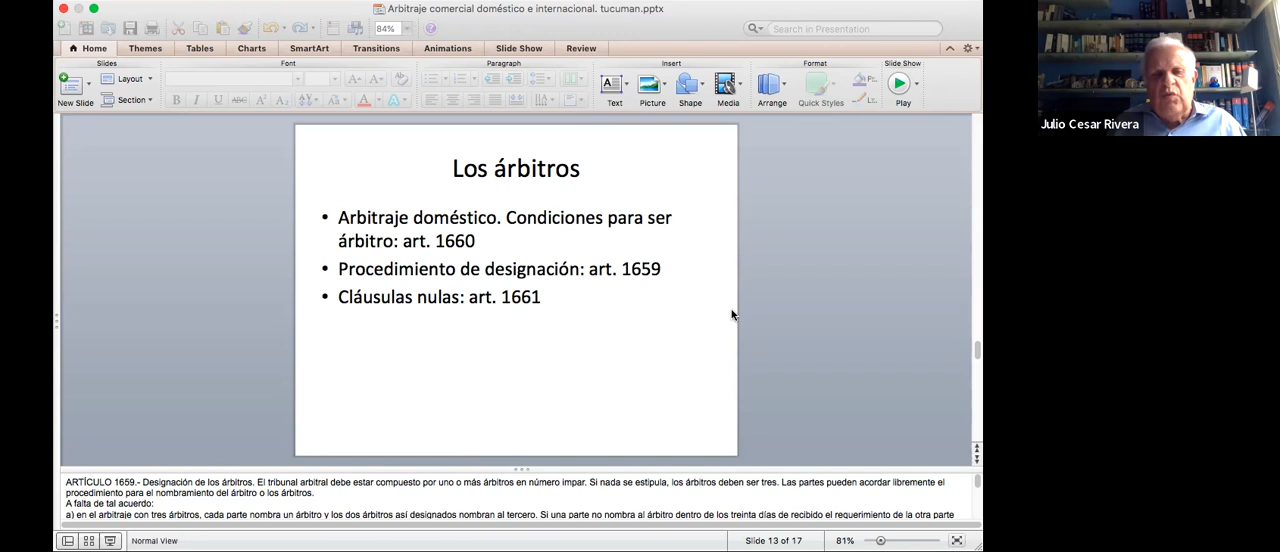 Arbitraje comercial doméstico e internacional. tucuman.pptx
84%
Search in Presentation
Home Themes Tables Charts SmartArt Transitions Animations Slide Show Review
Slides Font Paragraph Insert Format Slide Show
Layout
Section
New Slide
B I U ABC
Text Picture Shape Media Arrange Quick Styles Play
Los árbitros
• Arbitraje doméstico. Condiciones para ser
árbitro: art. 1660
• Procedimiento de designación: art. 1659
• Cláusulas nulas: art. 1661
ARTÍCULO 1659.- Designación de los árbitros. El tribunal arbitral debe estar compuesto por uno o más árbitros en número impar. Si nada se estipula, los árbitros deben ser tres. Las partes pueden acordar libremente el
procedimiento para el nombramiento del árbitro o los árbitros.
A falta de tal acuerdo:
a) en el arbitraje con tres árbitros, cada parte nombra un árbitro y los dos árbitros así designados nombran al tercero. Si una parte no nombra al árbitro dentro de los treinta días de recibido el requerimiento de la otra parte
Normal View
Slide 13 of 17
81%
Julio Cesar Rivera